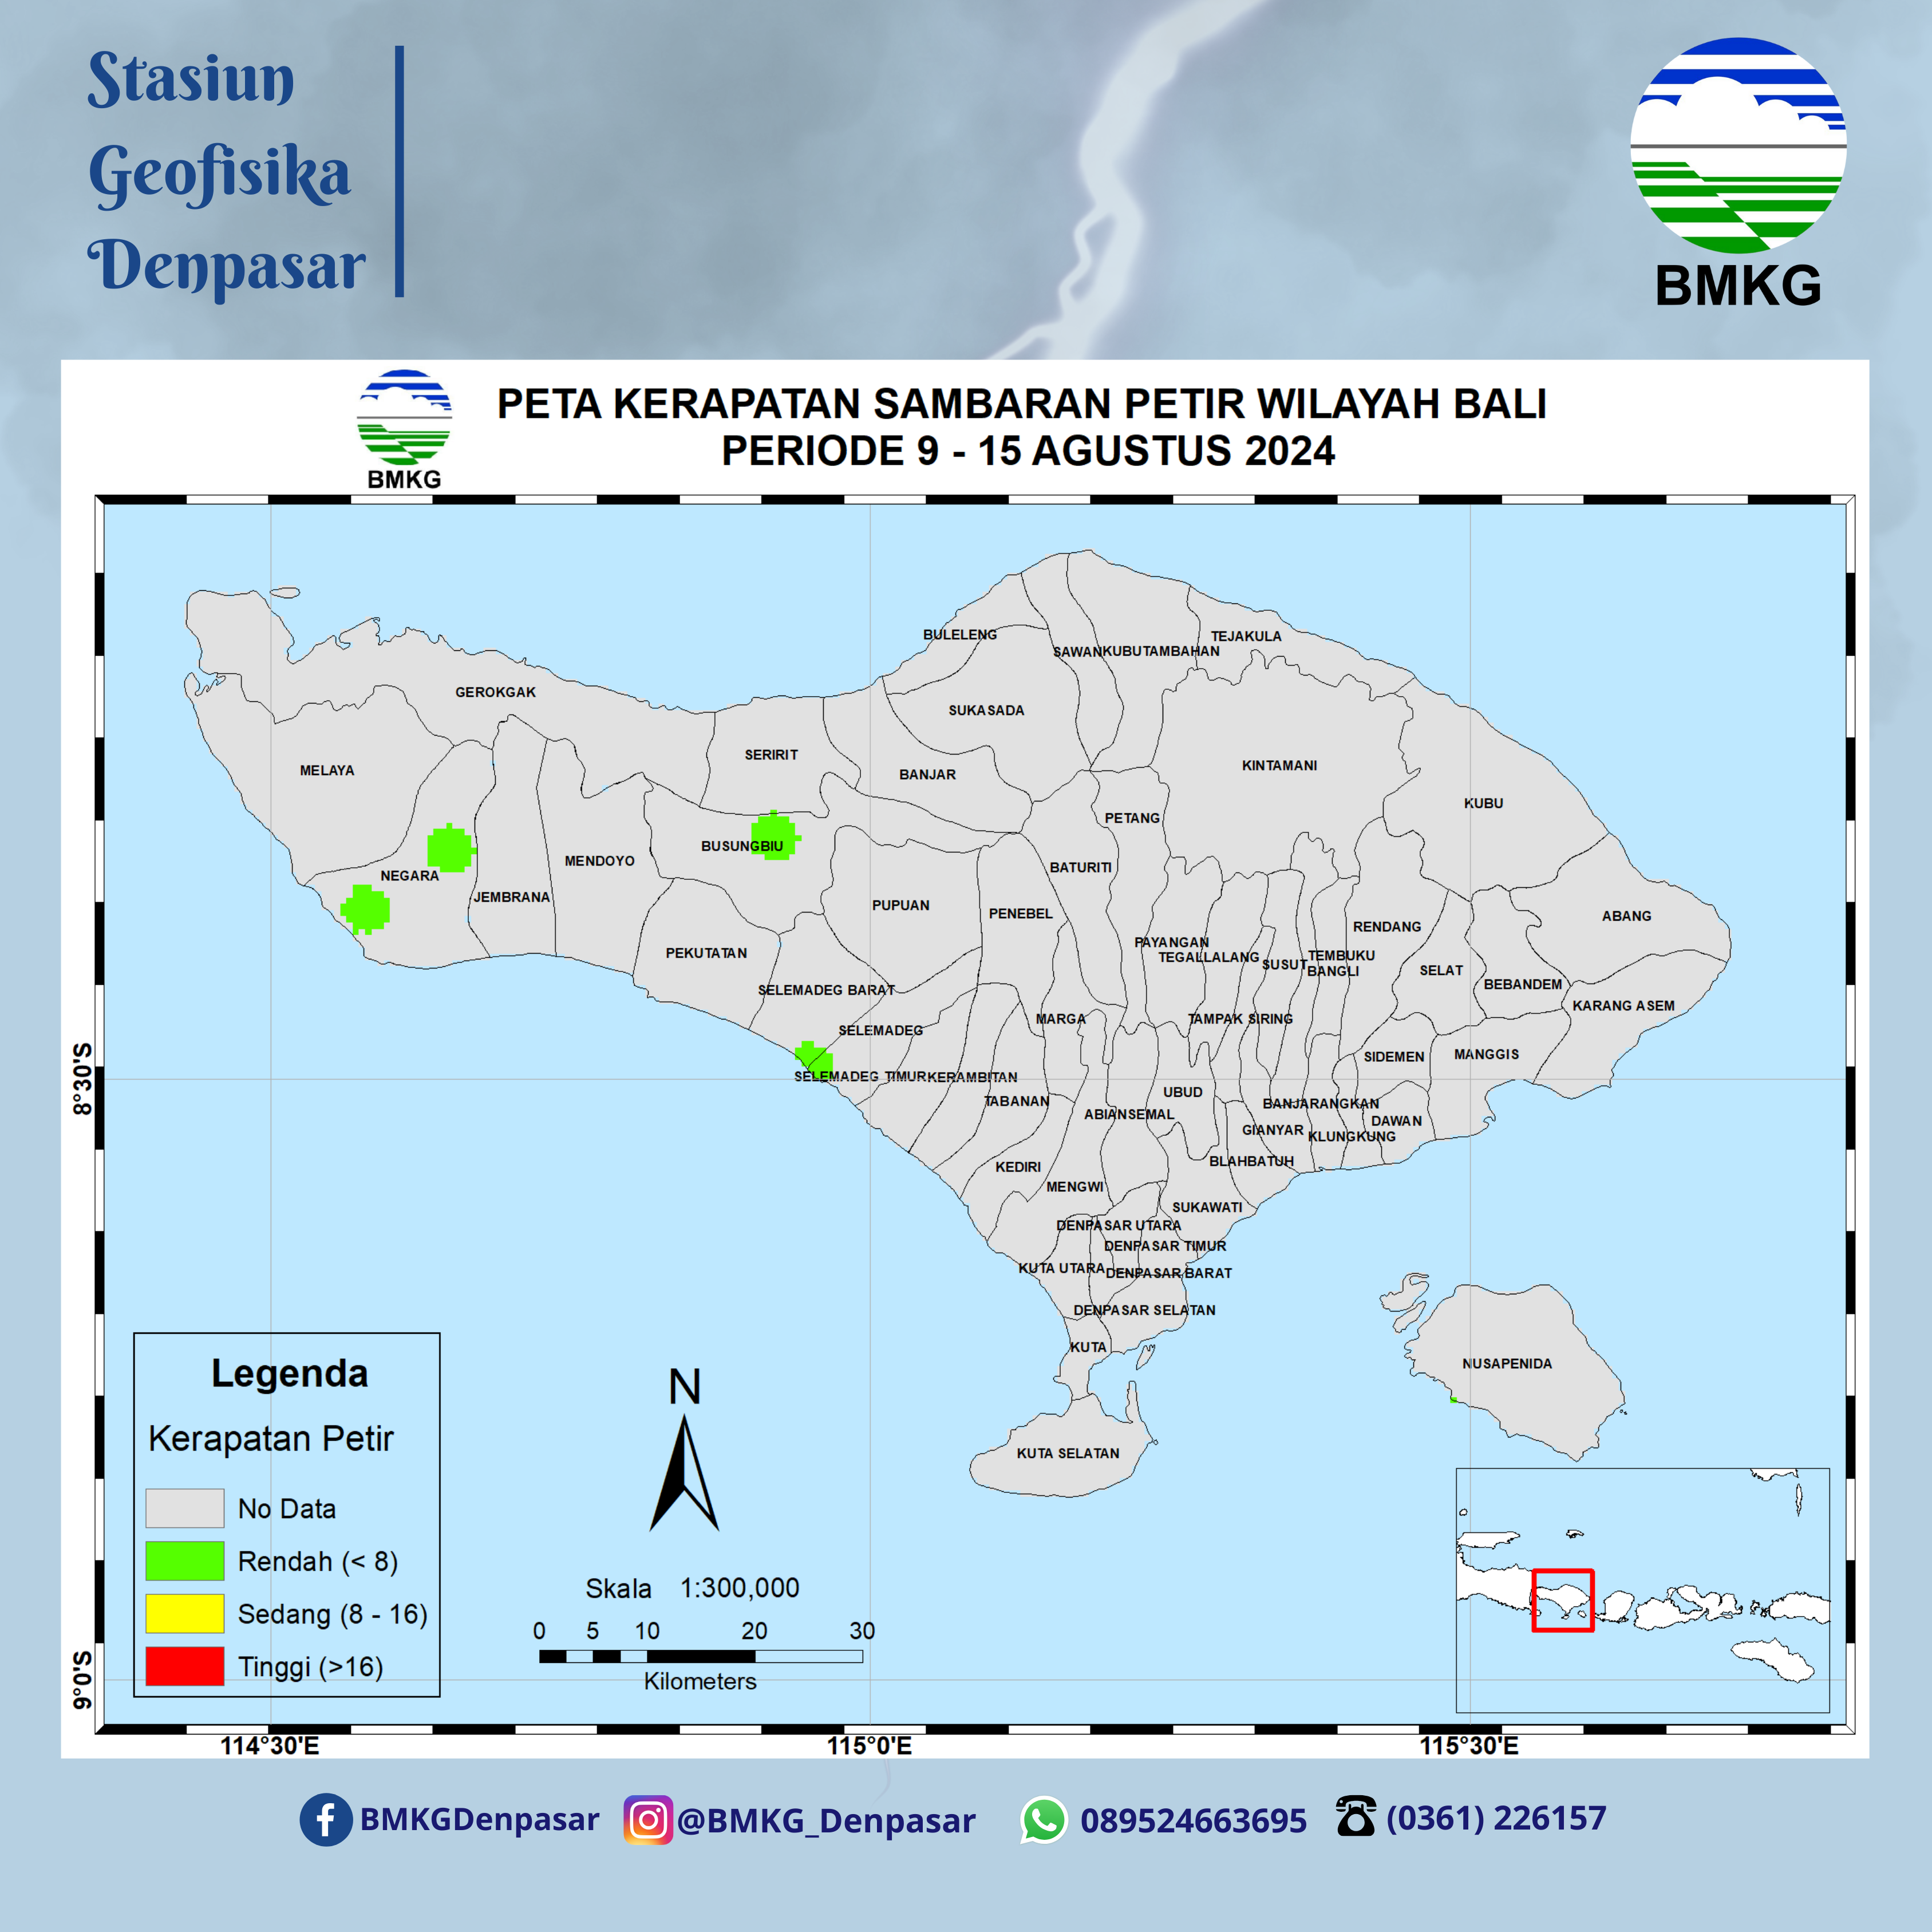 Stasiun
Geofisika
Denpasar
BMKG
BMKG
PETA KERAPATAN SAMBARAN PETIR WILAYAH BALI
PERIODE 9 - 15 AGUSTUS 2024
BULELENG
SAWAN
KUBUTAMBAHAN
TEJAKULA
GEROKGAK
SUKASADA
SERIRIT
MELAYA
BANJAR
KINTAMANI
KUBU
PETANG
BUSUNGBIU
MENDOYO
BATURITI
NEGARA
JEMBRANA
PUPUAN
PENEBEL
ABANG
RENDANG
PEKUTATAN
PAYANGAN
TEGALLALANG
SUSUT
TEMBUKU
BANGLI
SELAT
BEBANDEM
SELEMADEG BARAT
KARANG ASEM
SELEMADEG
MARGA
TAMPAK SIRING
SIDEMEN
MANGGIS
SELEMADEG TIMUR
KERAMBITAN
UBUD
TABANAN
BANJARANGKAN
ABIANSEMAL
DAWAN
GIANYAR
KLUNGKUNG
BLAHBATUH
KEDIRI
MENGWI
SUKAWATI
DENPASAR UTARA
DENPASAR TIMUR
KUTA UTARA
DENPASAR BARAT
DENPASAR SELATAN
KUTA
NUSAPENIDA
KUTA SELATAN
8°30'S
9°0'S
Legenda
Kerapatan Petir
No Data
Rendah (< 8)
Sedang (8 - 16)
Tinggi (>16)
N
Skala 1:300,000
0 5 10 20 30
Kilometers
114°30'E 115°0'E 115°30'E
BMKGDenpasar @BMKG_Denpasar 089524663695 (0361) 226157